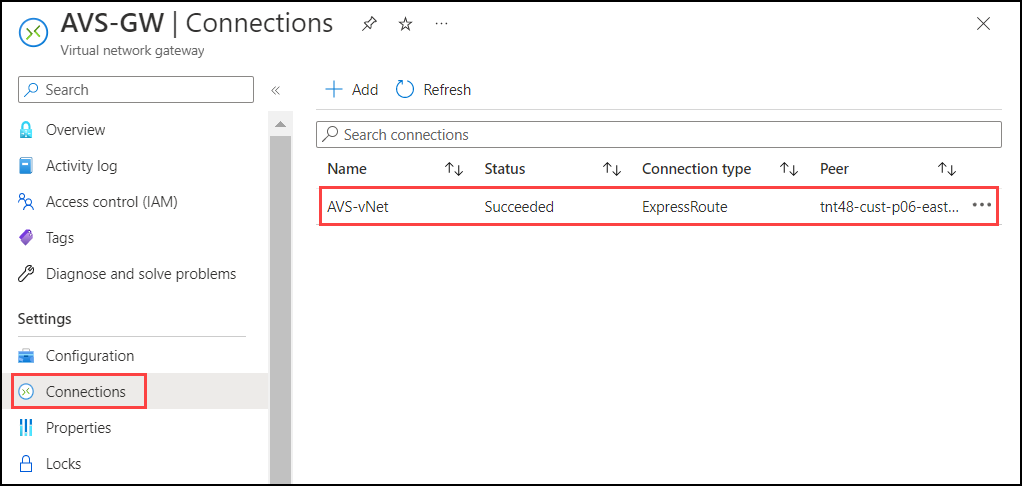 AVS-GW | Connections ...
Virtual network gateway
Search
Overview
Activity log
Access control (IAM)
Tags
Diagnose and solve problems
Settings
Configuration
Connections
Properties
Locks
Add Refresh
Search connections
Name Status Connection type Peer
AVS-vNet Succeeded ExpressRoute tnt48-cust-p06-east... ...